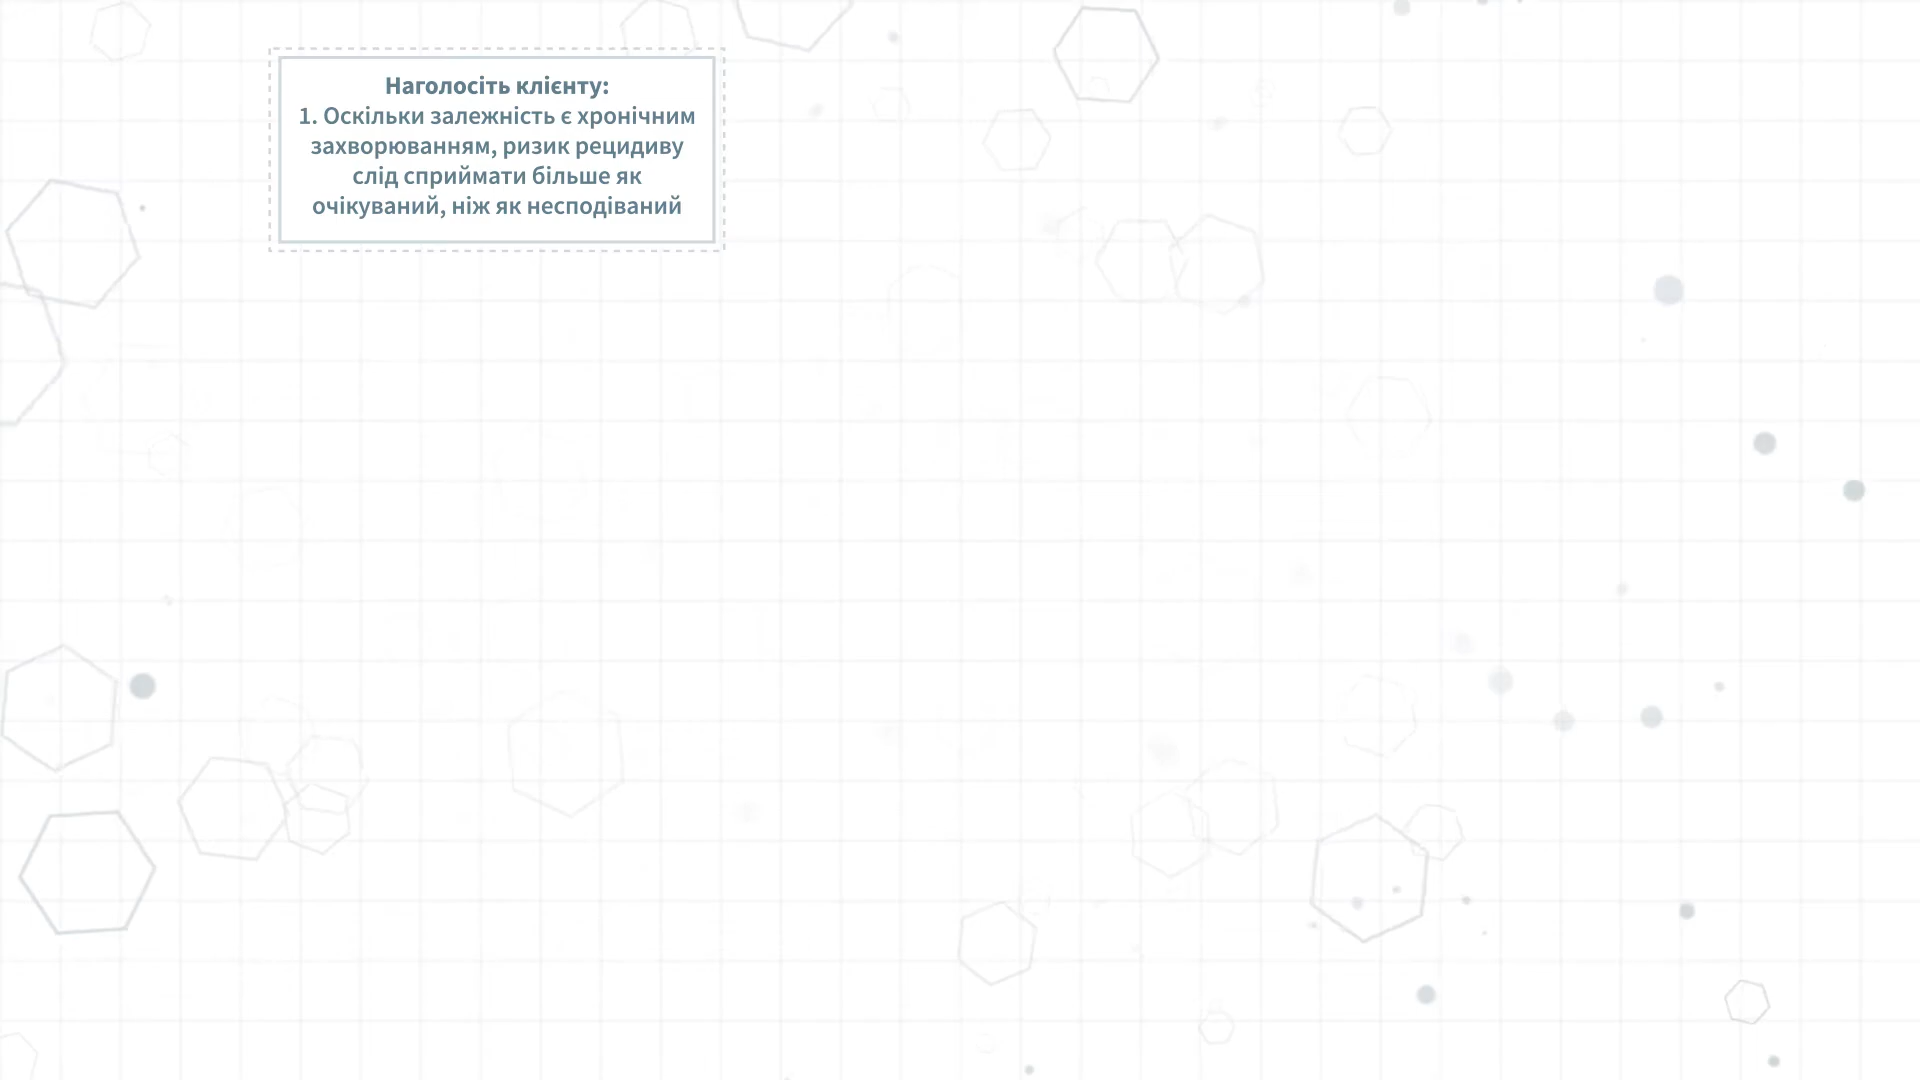 Наголосіть клієнту:
1. Оскільки залежність є хронічним
захворюванням, ризик рецидиву
слід сприймати більше як
очікуваний, ніж як несподіваний